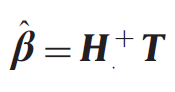 β̂ = H⁺ T